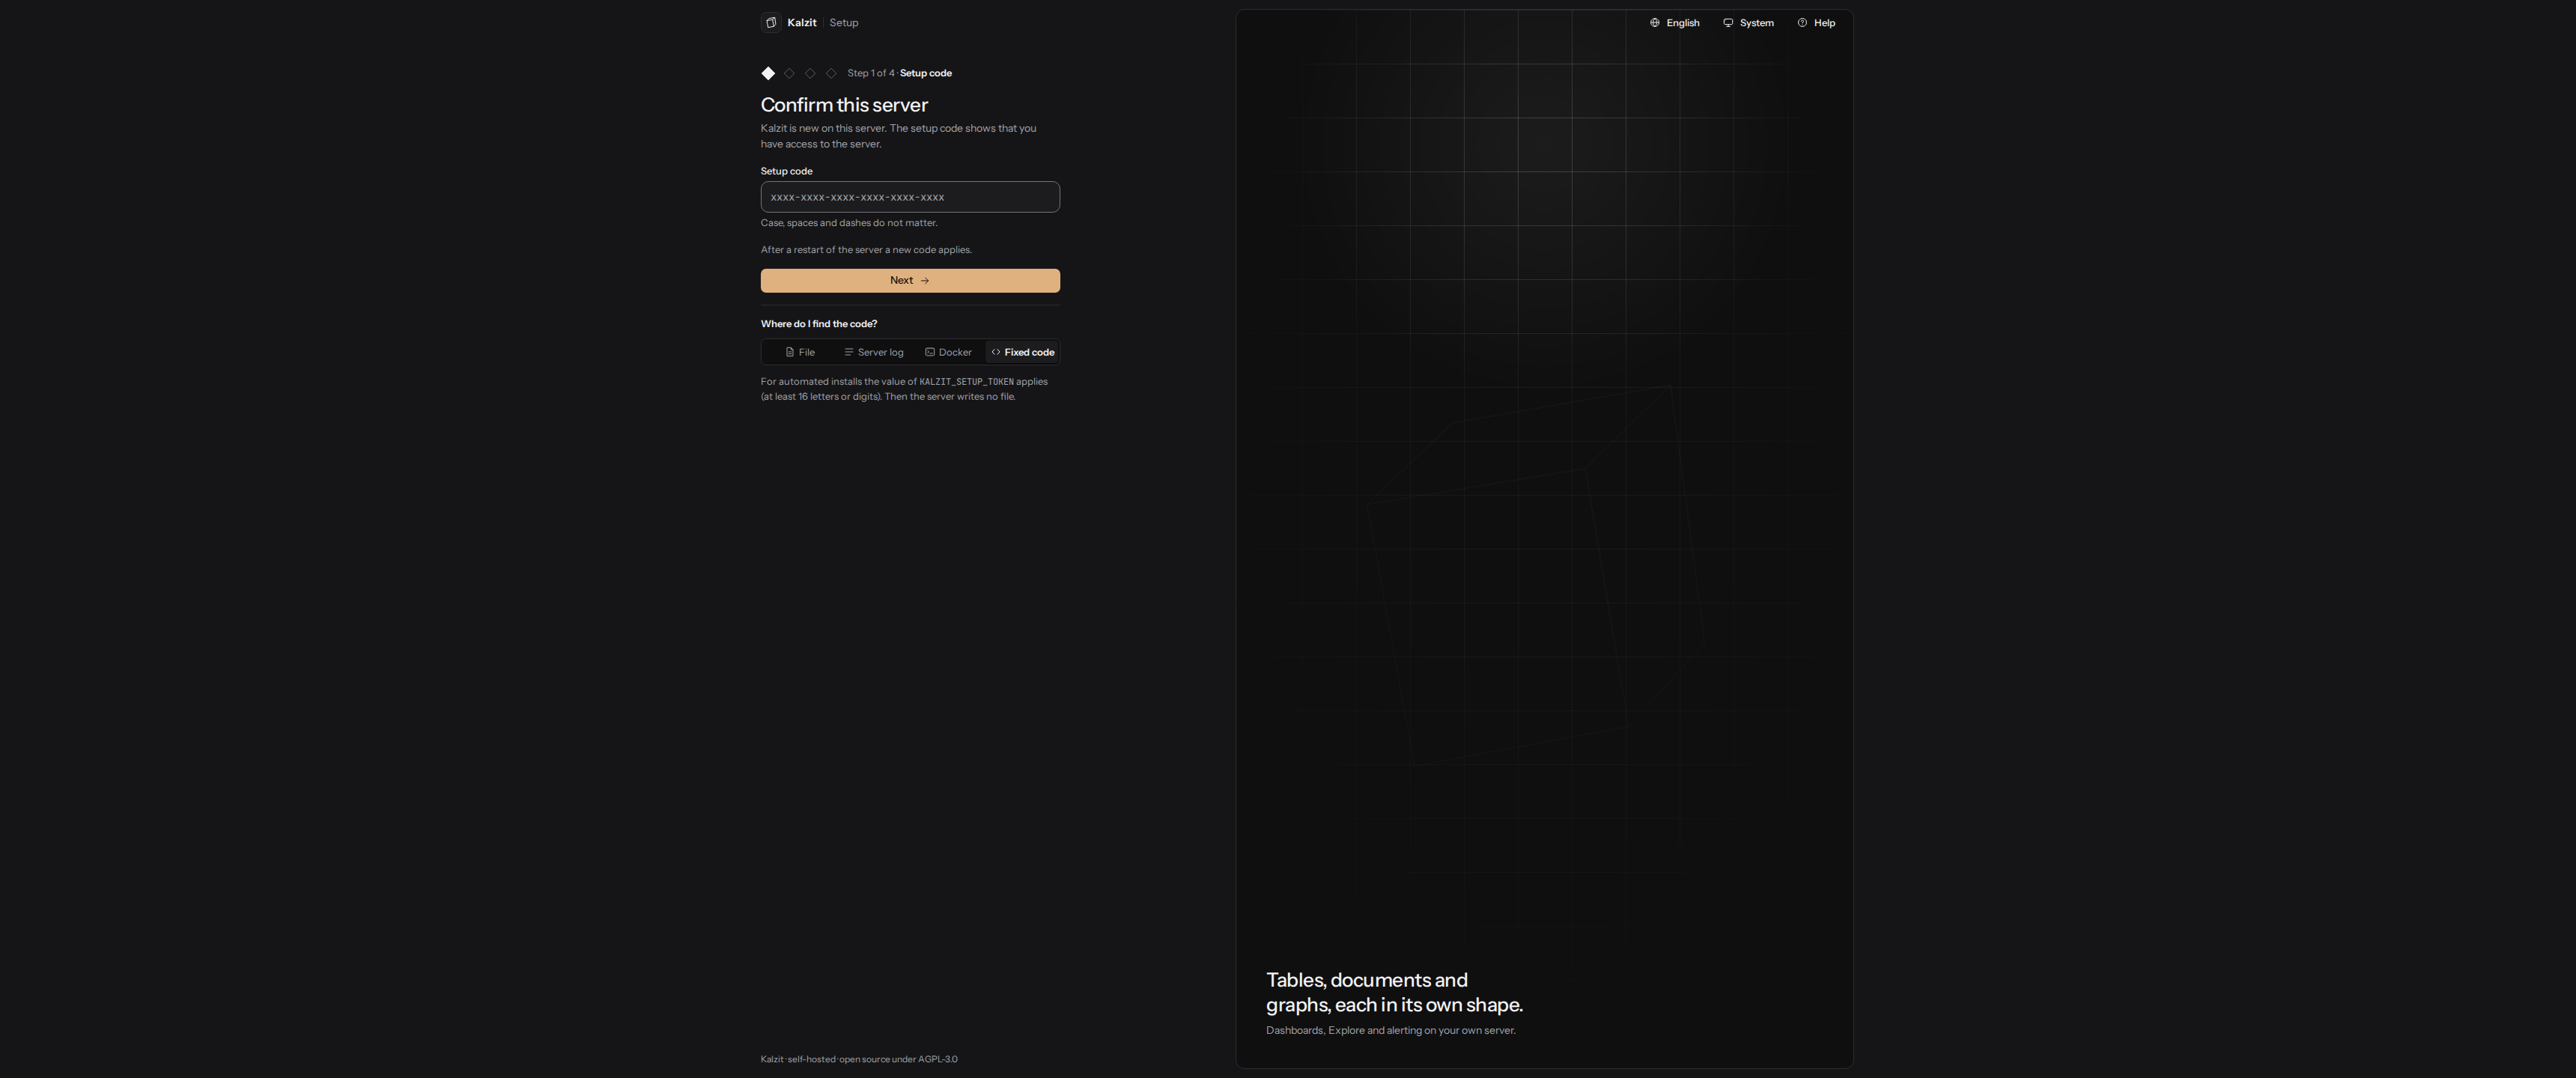 Kalzit | Setup
English
System
Help
Step 1 of 4 · Setup code
Confirm this server
Kalzit is new on this server. The setup code shows that you
have access to the server.
Setup code
xxxx-xxxx-xxxx-xxxx-xxxx-xxxx
Case, spaces and dashes do not matter.
After a restart of the server a new code applies.
Next →
Where do I find the code?
File
Server log
Docker
Fixed code
For automated installs the value of KALZIT_SETUP_TOKEN applies
(at least 16 letters or digits). Then the server writes no file.
Tables, documents and
graphs, each in its own shape.
Dashboards, Explore and alerting on your own server.
Kalzit · self-hosted · open source under AGPL-3.0